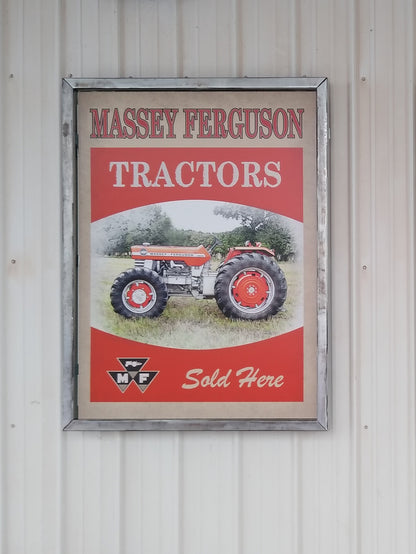 MASSEY FERGUSON
TRACTORS
MASSEY-FERGUSON
MF
Sold Here